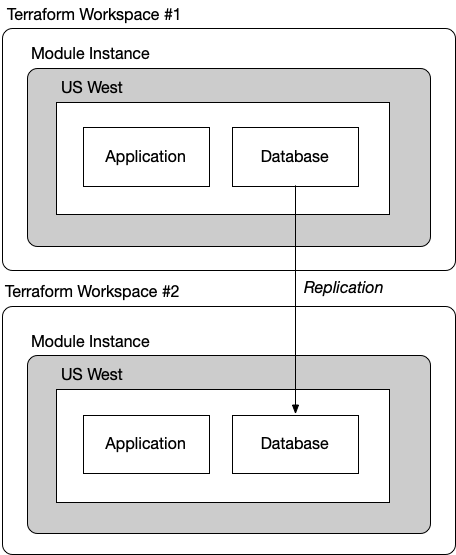 Terraform Workspace #1
Module Instance
US West
Application
Database
Replication
Terraform Workspace #2
Module Instance
US West
Application
Database